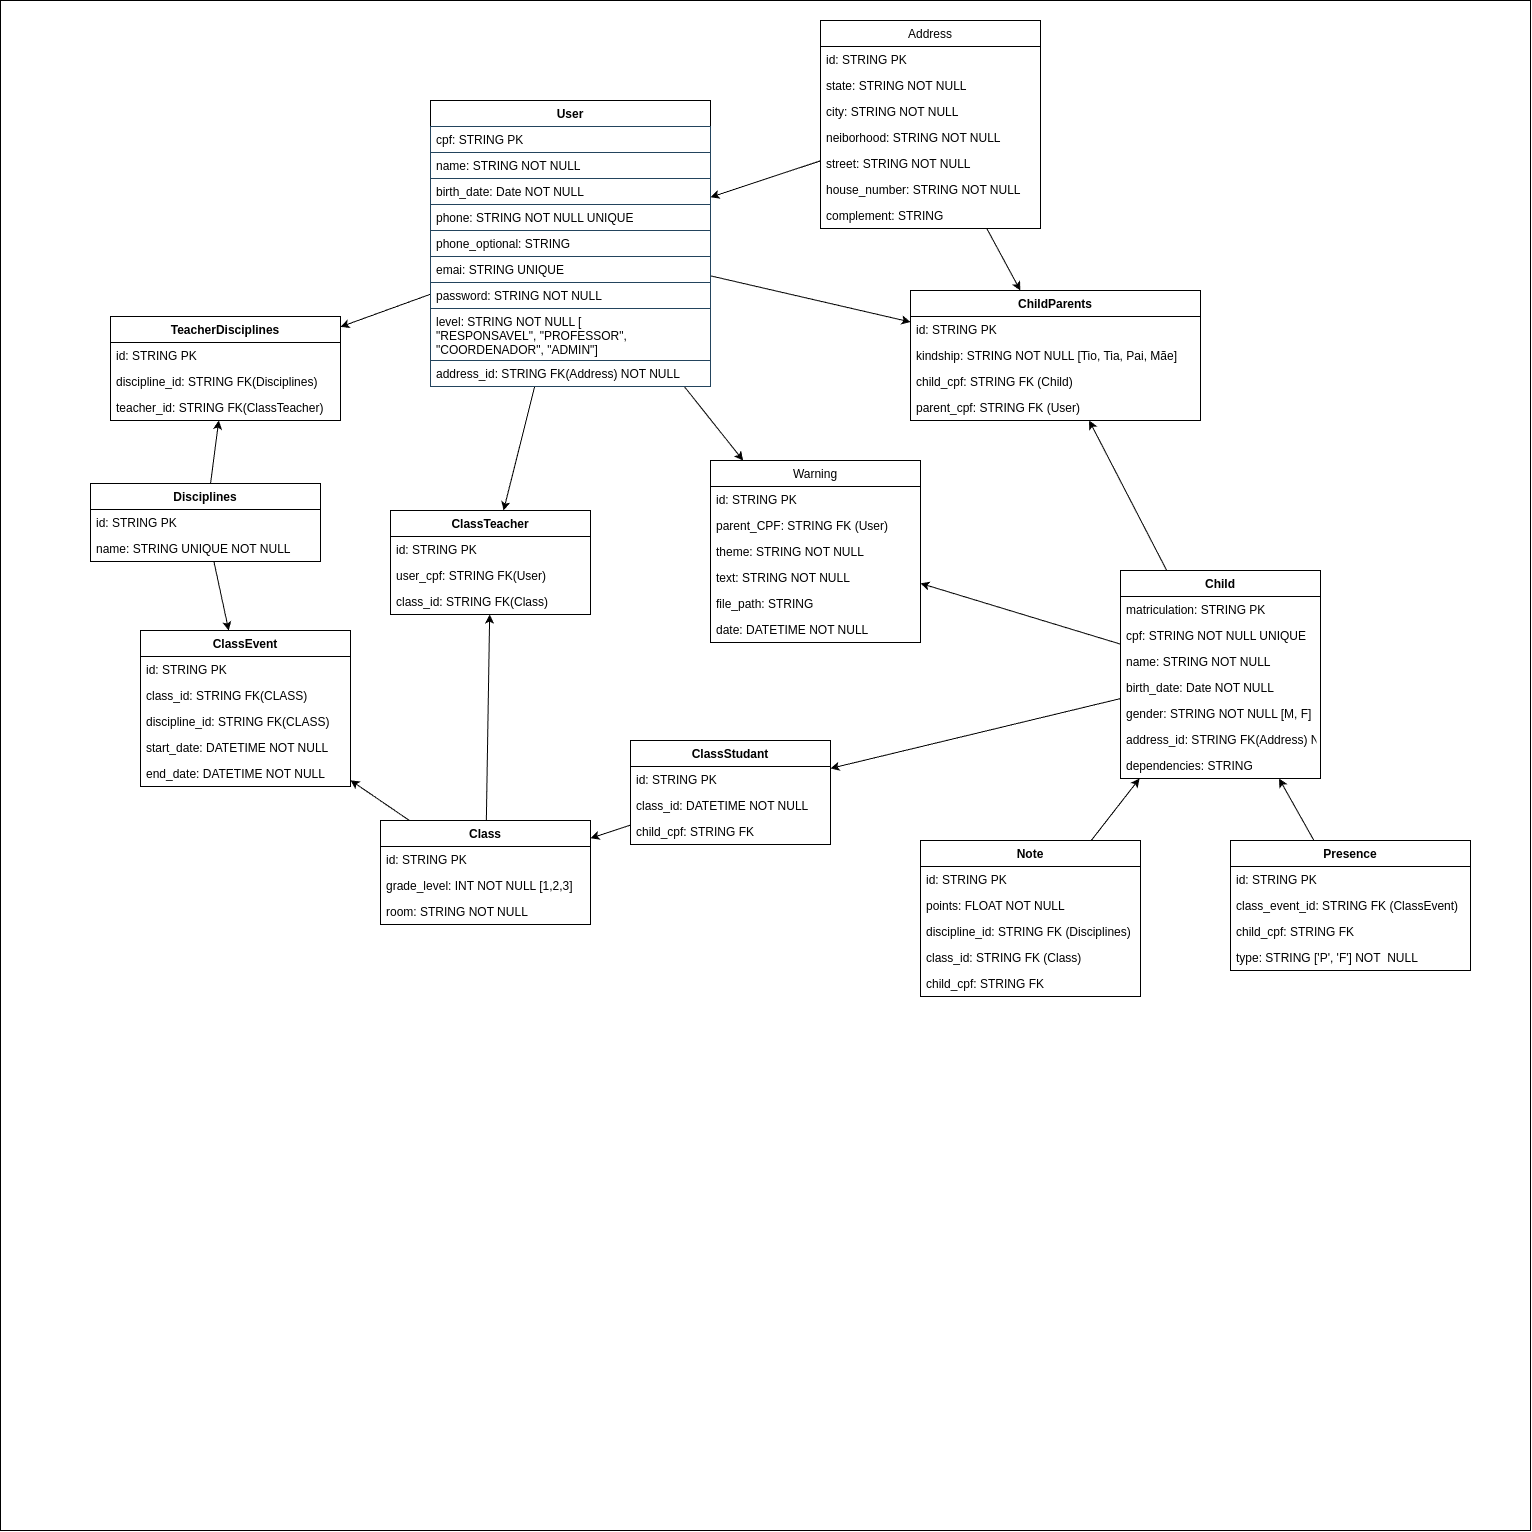 Address
id: STRING PK
state: STRING NOT NULL
city: STRING NOT NULL
neiborhood: STRING NOT NULL
street: STRING NOT NULL
house_number: STRING NOT NULL
complement: STRING
User
cpf: STRING PK
name: STRING NOT NULL
birth_date: Date NOT NULL
phone: STRING NOT NULL UNIQUE
phone_optional: STRING
emai: STRING UNIQUE
password: STRING NOT NULL
level: STRING NOT NULL [
"RESPONSAVEL", "PROFESSOR",
"COORDENADOR", "ADMIN"]
address_id: STRING FK(Address) NOT NULL
ChildParents
id: STRING PK
kindship: STRING NOT NULL [Tio, Tia, Pai, Mãe]
child_cpf: STRING FK (Child)
parent_cpf: STRING FK (User)
TeacherDisciplines
id: STRING PK
discipline_id: STRING FK(Disciplines)
teacher_id: STRING FK(ClassTeacher)
Disciplines
id: STRING PK
name: STRING UNIQUE NOT NULL
ClassTeacher
id: STRING PK
user_cpf: STRING FK(User)
class_id: STRING FK(Class)
Warning
id: STRING PK
parent_CPF: STRING FK (User)
theme: STRING NOT NULL
text: STRING NOT NULL
file_path: STRING
date: DATETIME NOT NULL
Child
matriculation: STRING PK
cpf: STRING NOT NULL UNIQUE
name: STRING NOT NULL
birth_date: Date NOT NULL
gender: STRING NOT NULL [M, F]
address_id: STRING FK(Address) N
dependencies: STRING
ClassEvent
id: STRING PK
class_id: STRING FK(CLASS)
discipline_id: STRING FK(CLASS)
start_date: DATETIME NOT NULL
end_date: DATETIME NOT NULL
ClassStudant
id: STRING PK
class_id: DATETIME NOT NULL
child_cpf: STRING FK
Class
id: STRING PK
grade_level: INT NOT NULL [1,2,3]
room: STRING NOT NULL
Note
id: STRING PK
points: FLOAT NOT NULL
discipline_id: STRING FK (Disciplines)
class_id: STRING FK (Class)
child_cpf: STRING FK
Presence
id: STRING PK
class_event_id: STRING FK (ClassEvent)
child_cpf: STRING FK
type: STRING ['P', 'F'] NOT  NULL